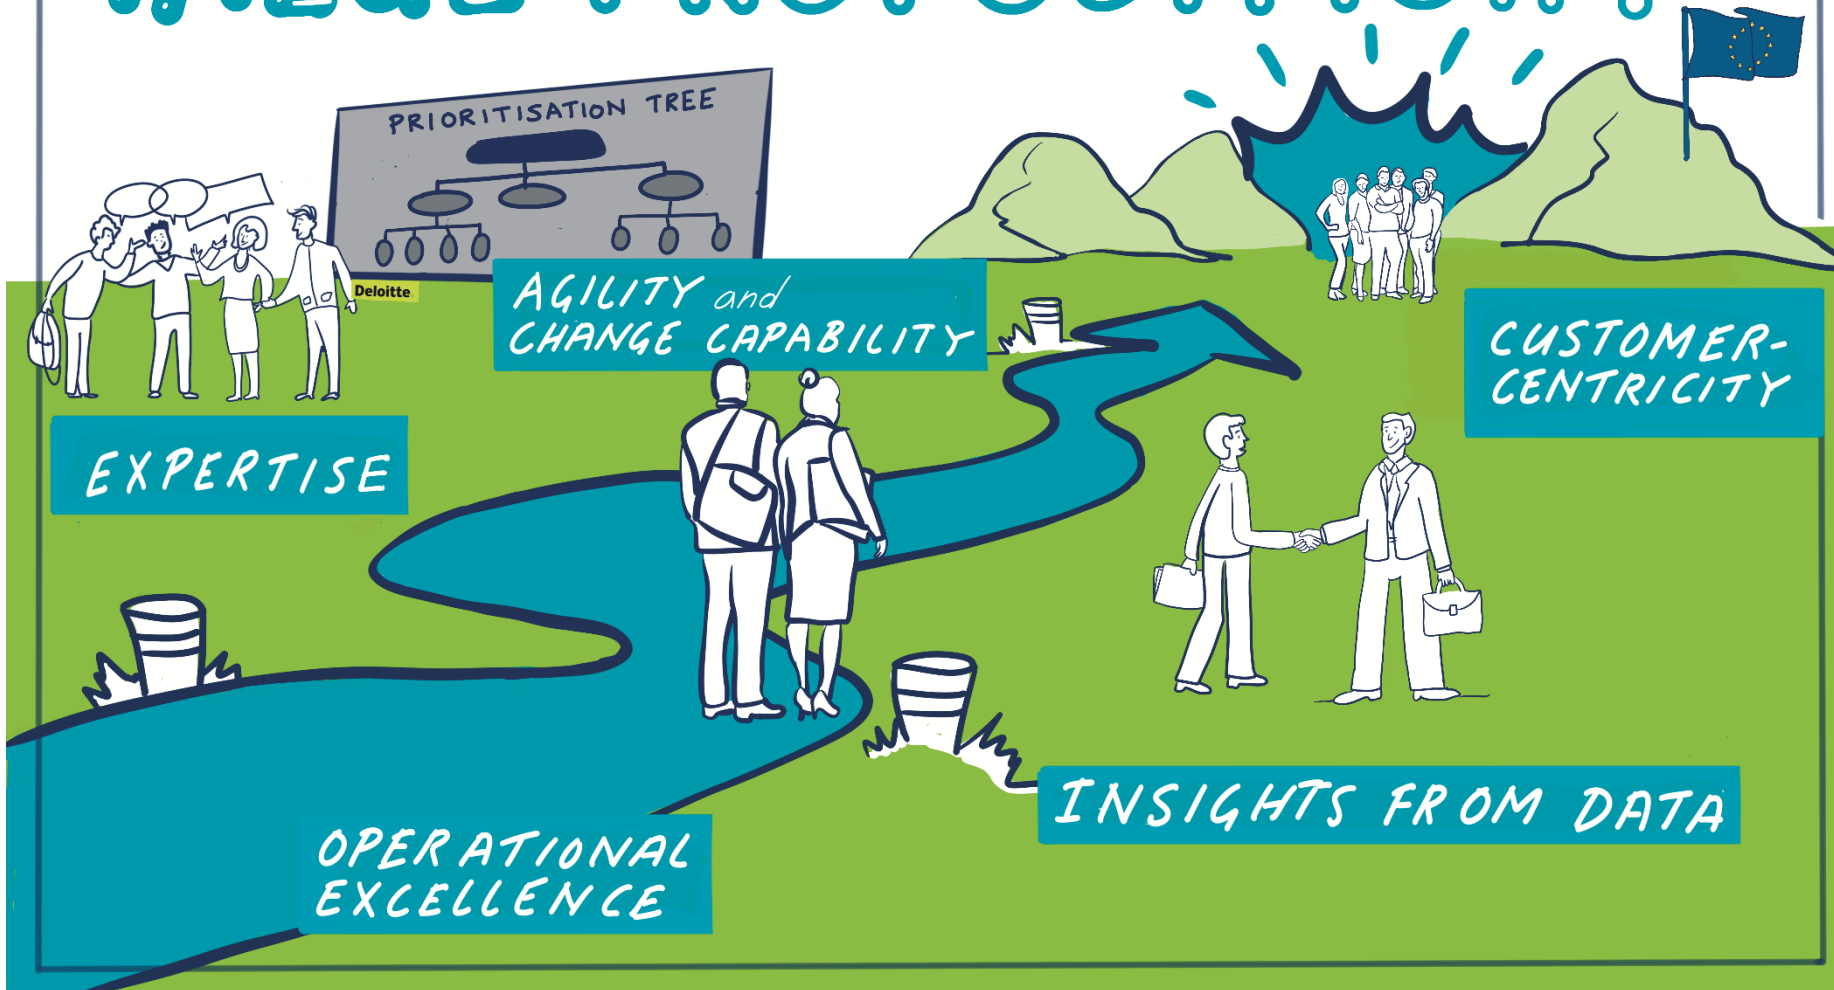 PRIORITISATION TREE
Deloitte
AGILITY and
CHANGE CAPABILITY
CUSTOMER-
CENTRICITY
EXPERTISE
INSIGHTS FROM DATA
OPERATIONAL
EXCELLENCE